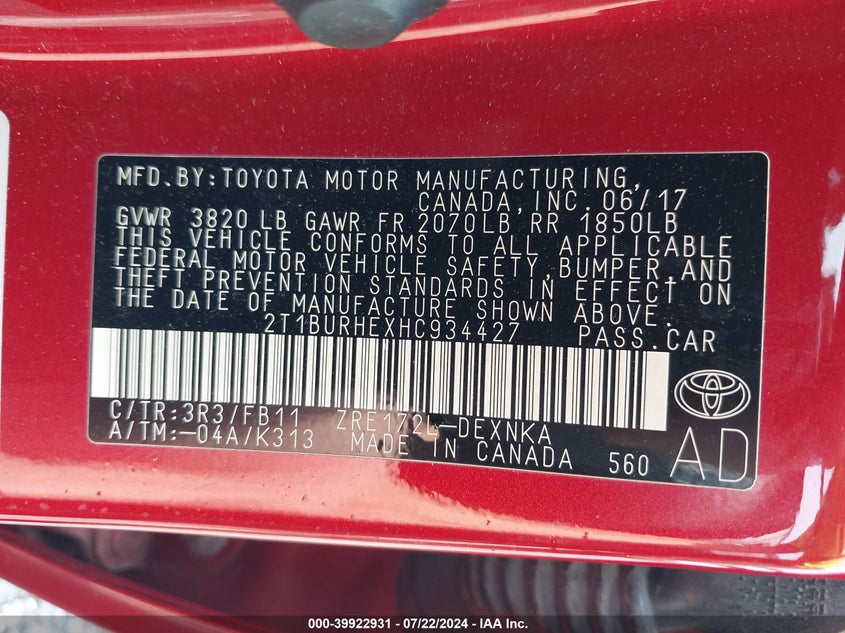 MFD.BY:TOYOTA MOTOR MANUFACTURING,
CANADA,INC. 06/17
GVWR 3820 LB GAWR FR 2070LB RR 1850LB
THIS VEHICLE CONFORMS TO ALL APPLICABLE
FEDERAL MOTOR VEHICLE SAFETY,BUMPER,AND
THEFT PREVENTION STANDARDS IN EFFECT ON
THE DATE OF MANUFACTURE SHOWN ABOVE.
2T1BURHEXHC934427 PASS.CAR
C/TR:3R3/FB11 ZRE172L-DEXNKA
A/TM:-04A/K313 MADE IN CANADA 560 AD
000-39922931 - 07/22/2024 - IAA Inc.